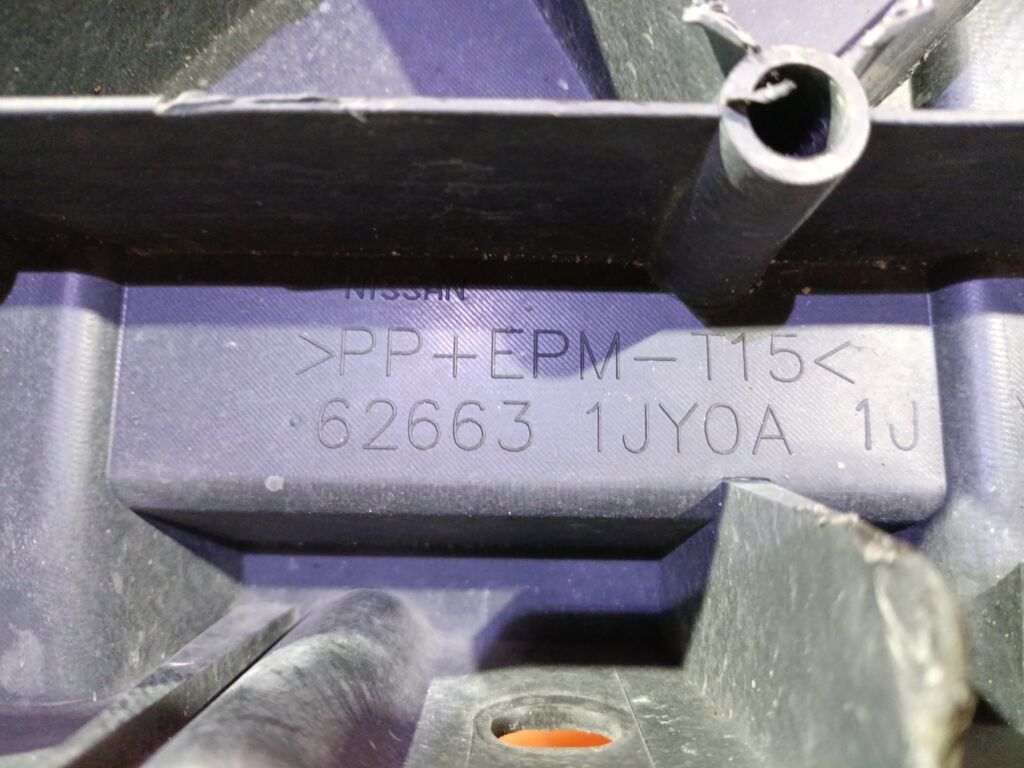 NISSAN
>PP+EPM-T15<
62663 1JY0A 1J